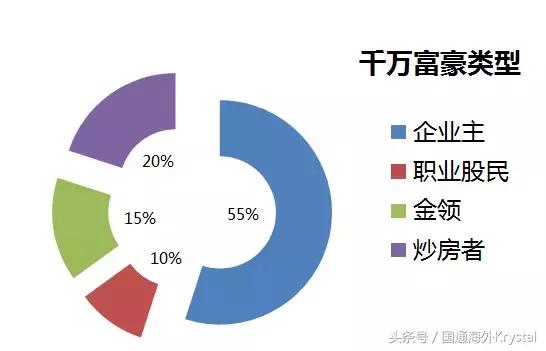 千万富豪类型
企业主
职业股民
金领
炒房者
20%
15%
55%
10%
头条号 / 国通海外Krystal